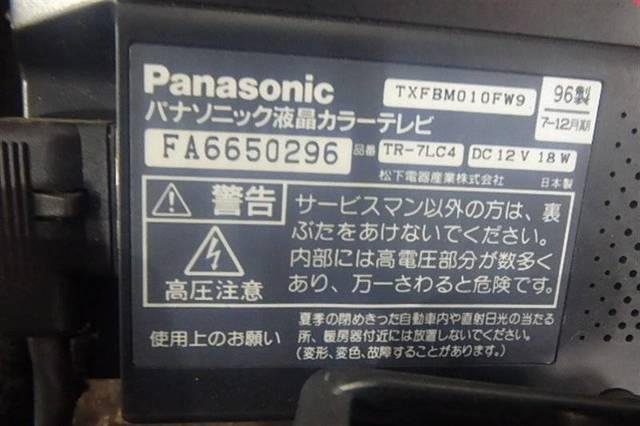 Panasonic
TXFBM010FW9
96製
7-12月期
パナソニック液晶カラーテレビ
FA6650296
品番 TR-7LC4 DC 12 V 18 W
松下電器産業株式会社 日本製
警告
高圧注意
サービスマン以外の方は、裏
ぶたをあけないでください。
内部には高電圧部分が数多く
あり、万一さわると危険です。
使用上のお願い
夏季の閉めきった自動車内や直射日光の当たる
所、暖房器付近には放置しないでください。
(変形、変色、故障することがあります。)